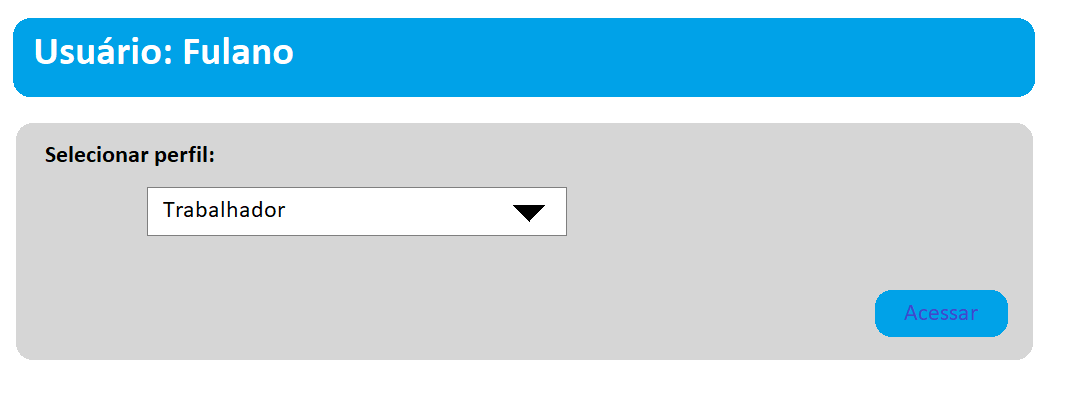 Usuário: Fulano
Selecionar perfil:
Trabalhador
Acessar